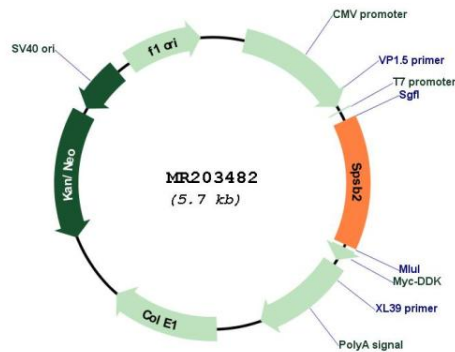 CMV promoter
VP1.5 primer
T7 promoter
SgfI
Spsb2
MluI
Myc-DDK
XL39 primer
PolyA signal
Col E1
Kan/ Neo
SV40 ori
f1 ori
MR203482
(5.7 kb)